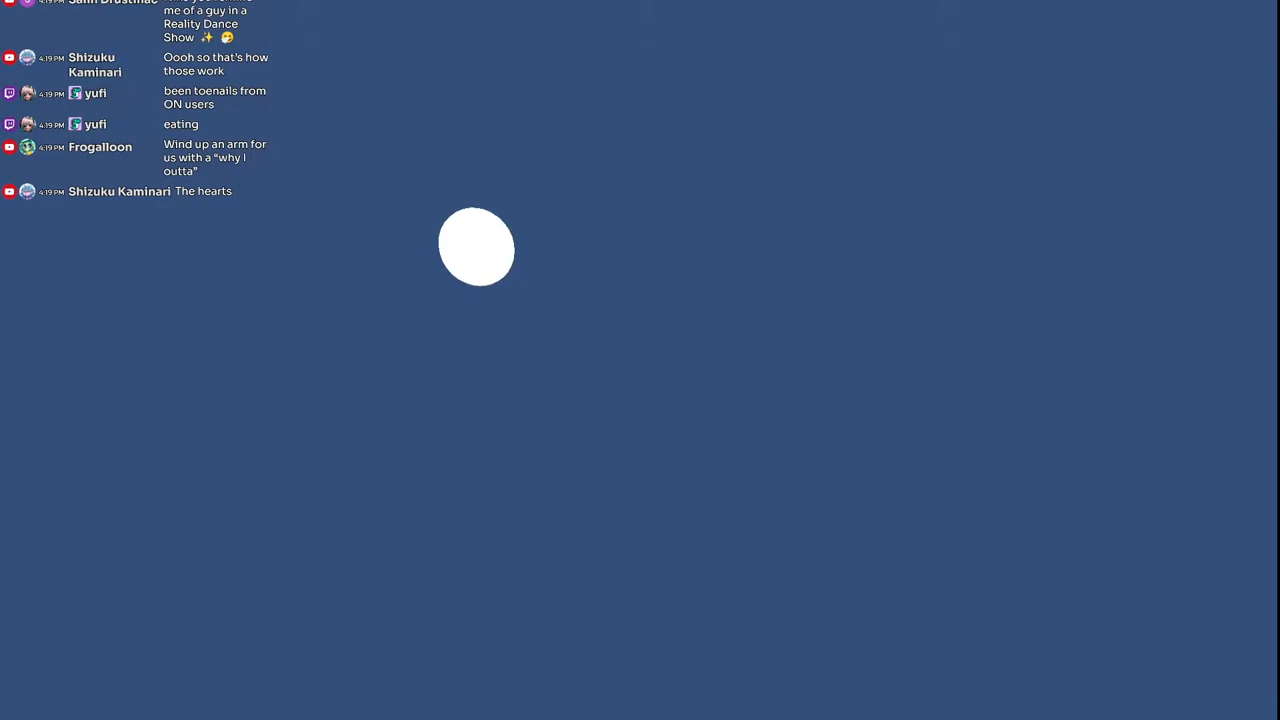 me of a guy in a
Reality Dance
Show ✨ 🤧
4:19 PM Shizuku Kaminari Oooh so that's how
those work
4:19 PM yufi been toenails from
ON users
4:19 PM yufi eating
4:19 PM Frogalloon Wind up an arm for
us with a “why I
outta”
4:19 PM Shizuku Kaminari The hearts